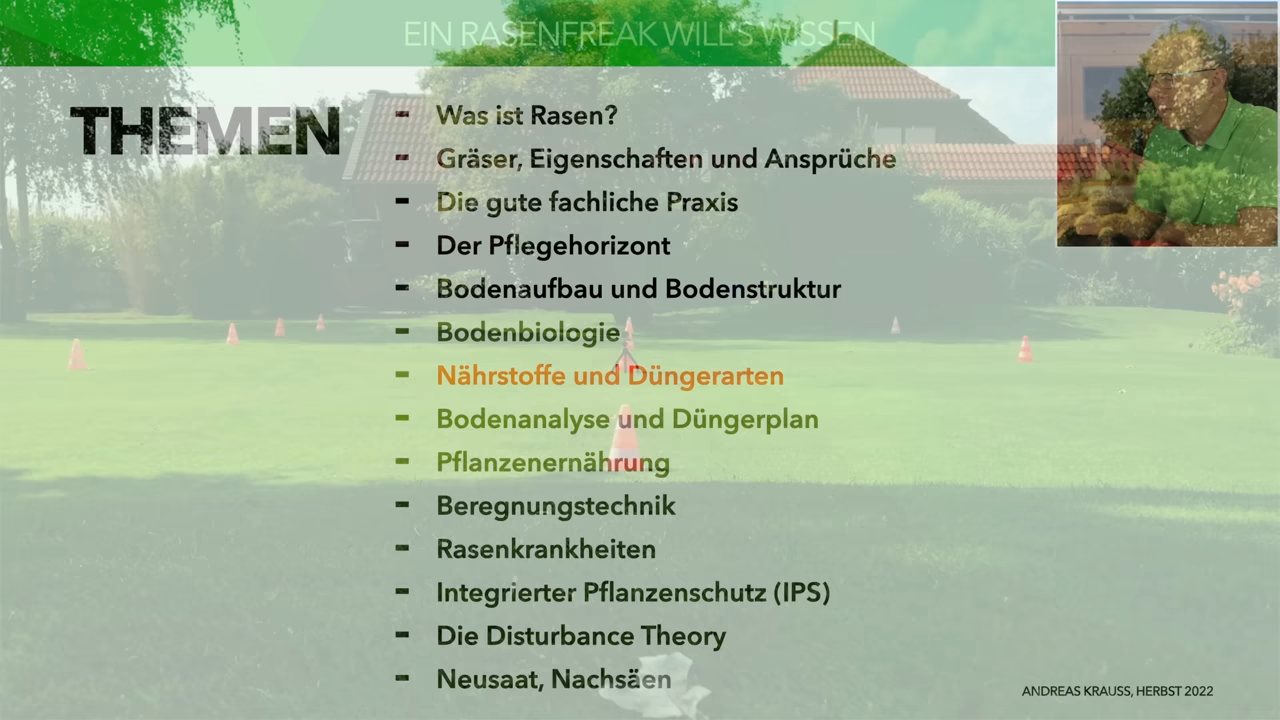 EIN RASENFREAK WILL'S WISSEN
THEMEN
- Was ist Rasen?
- Gräser, Eigenschaften und Ansprüche
- Die gute fachliche Praxis
- Der Pflegehorizont
- Bodenaufbau und Bodenstruktur
- Bodenbiologie
- Nährstoffe und Düngerarten
- Bodenanalyse und Düngerplan
- Pflanzenernährung
- Beregnungstechnik
- Rasenkrankheiten
- Integrierter Pflanzenschutz (IPS)
- Die Disturbance Theory
- Neusaat, Nachsäen
ANDREAS KRAUSS, HERBST 2022